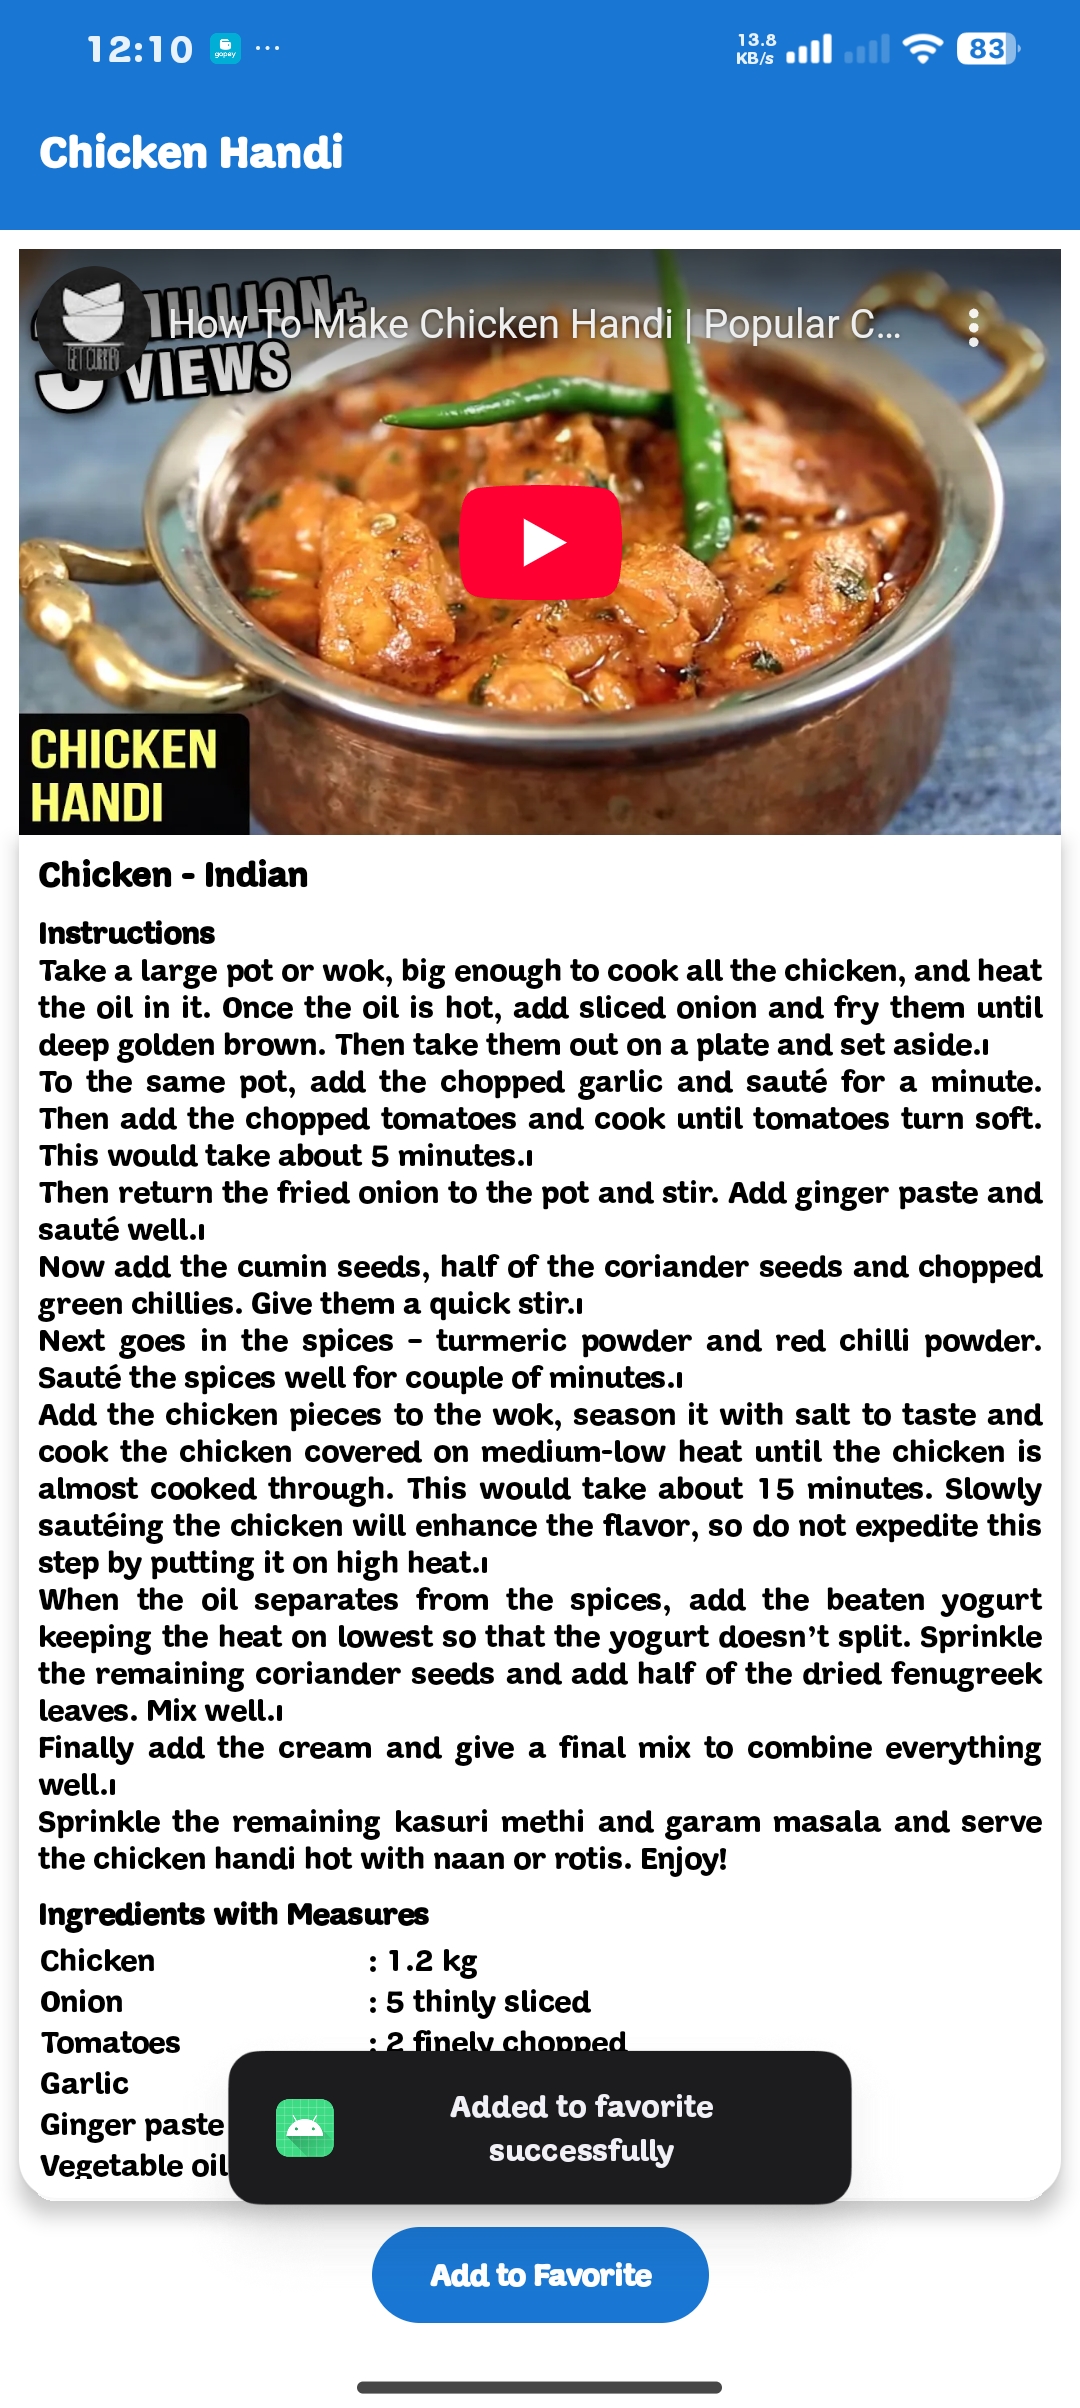 12:10
gopay
...
13.8
KB/s
83
Chicken Handi
MILLION+
VIEWS
GET CURRIED
How To Make Chicken Handi | Popular C...
CHICKEN
HANDI
Chicken - Indian
Instructions
Take a large pot or wok, big enough to cook all the chicken, and heat
the oil in it. Once the oil is hot, add sliced onion and fry them until
deep golden brown. Then take them out on a plate and set aside.ı
To the same pot, add the chopped garlic and sauté for a minute.
Then add the chopped tomatoes and cook until tomatoes turn soft.
This would take about 5 minutes.ı
Then return the fried onion to the pot and stir. Add ginger paste and
sauté well.ı
Now add the cumin seeds, half of the coriander seeds and chopped
green chillies. Give them a quick stir.ı
Next goes in the spices – turmeric powder and red chilli powder.
Sauté the spices well for couple of minutes.ı
Add the chicken pieces to the wok, season it with salt to taste and
cook the chicken covered on medium-low heat until the chicken is
almost cooked through. This would take about 15 minutes. Slowly
sautéing the chicken will enhance the flavor, so do not expedite this
step by putting it on high heat.ı
When the oil separates from the spices, add the beaten yogurt
keeping the heat on lowest so that the yogurt doesn’t split. Sprinkle
the remaining coriander seeds and add half of the dried fenugreek
leaves. Mix well.ı
Finally add the cream and give a final mix to combine everything
well.ı
Sprinkle the remaining kasuri methi and garam masala and serve
the chicken handi hot with naan or rotis. Enjoy!
Ingredients with Measures
Chicken : 1.2 kg
Onion : 5 thinly sliced
Tomatoes : 2 finely chopped
Garlic
Ginger paste
Vegetable oil
Added to favorite
successfully
Add to Favorite